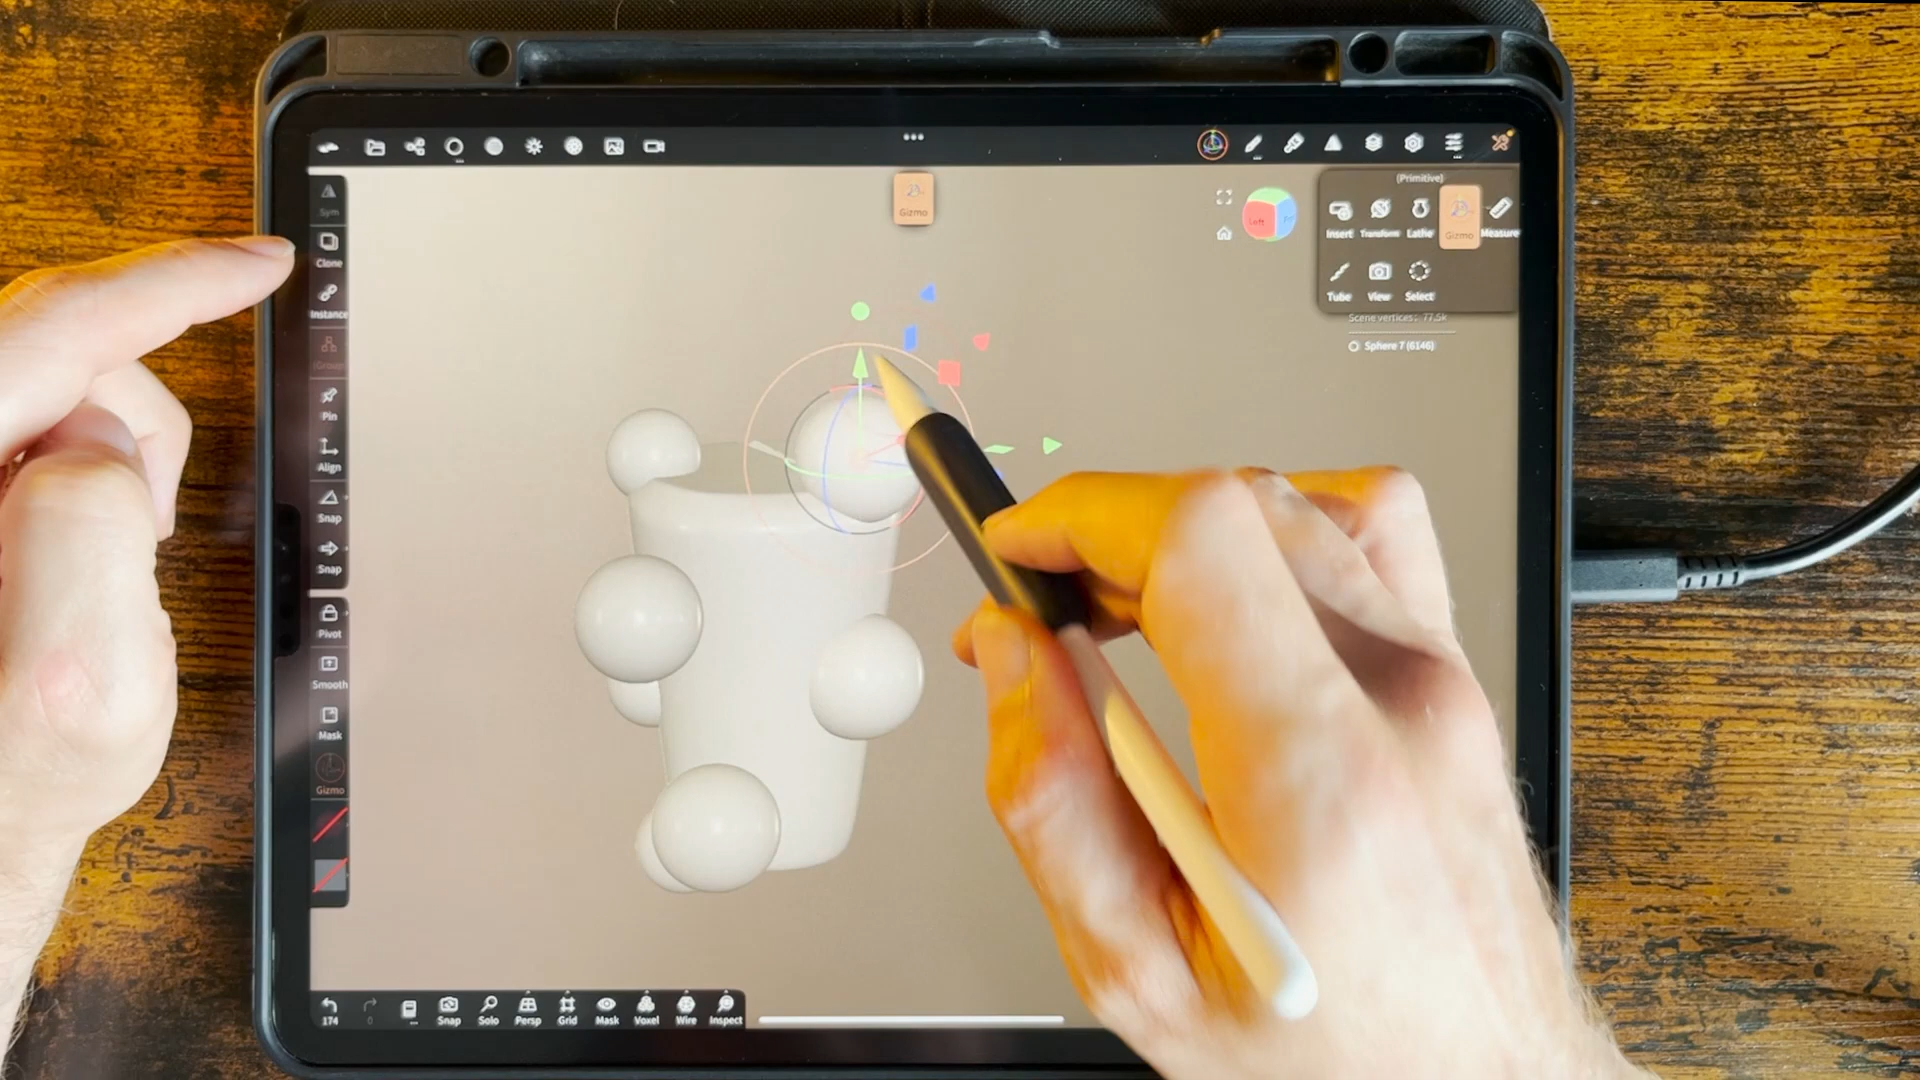 (Primitive)
Gizmo
Insert
Transform
Lathe
Gizmo
Measure
Tube
View
Select
Scene vertices: 77.5k
Sphere 7 (6146)
Left
Sym
Clone
Instance
Pin
Align
Snap
Snap
Pivot
Smooth
Mask
Gizmo
174
0
Snap
Solo
Persp
Grid
Mask
Voxel
Wire
Inspect